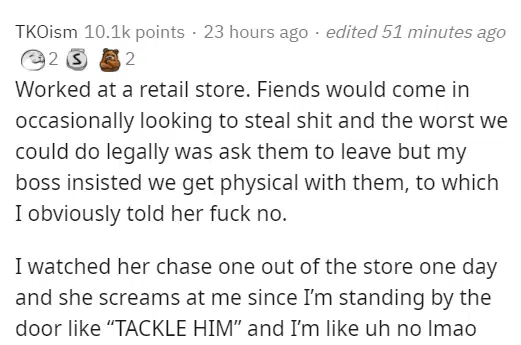 TKOism 10.1k points · 23 hours ago · edited 51 minutes ago
2 S 2
Worked at a retail store. Fiends would come in
occasionally looking to steal shit and the worst we
could do legally was ask them to leave but my
boss insisted we get physical with them, to which
I obviously told her fuck no.
I watched her chase one out of the store one day
and she screams at me since I'm standing by the
door like “TACKLE HIM” and I'm like uh no lmao